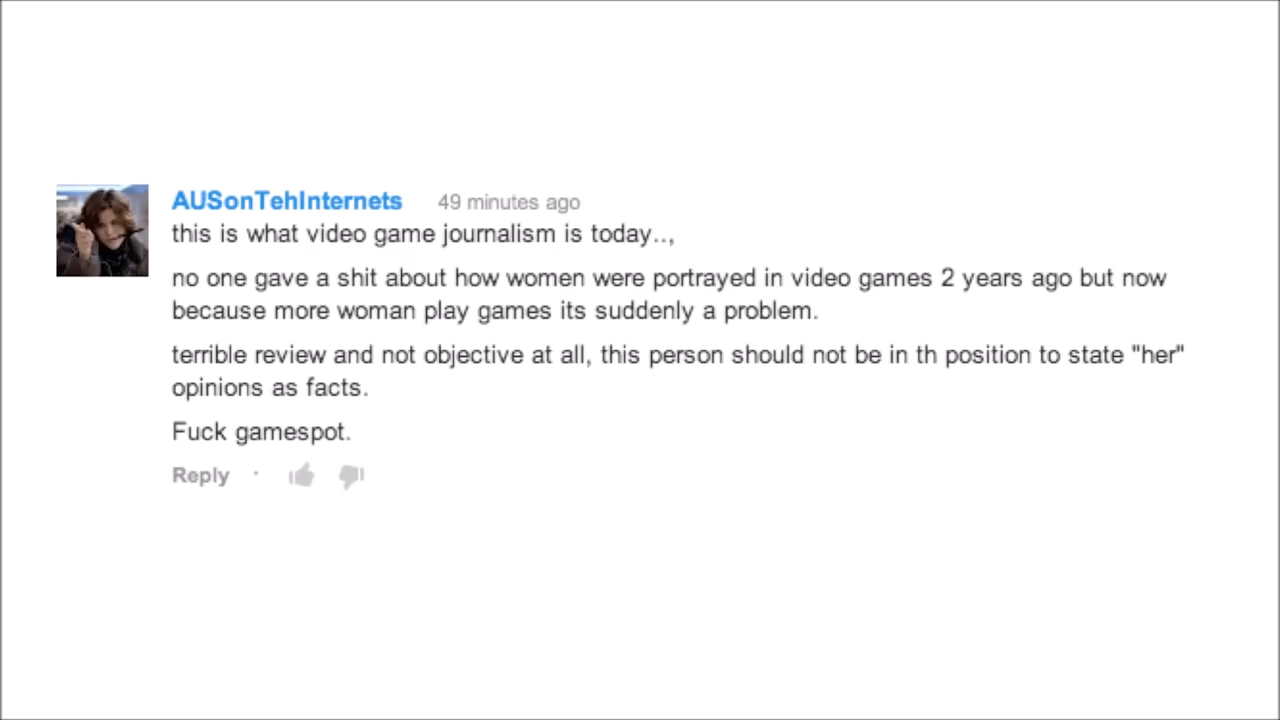 AUSonTehInternets 49 minutes ago
this is what video game journalism is today..,
no one gave a shit about how women were portrayed in video games 2 years ago but now
because more woman play games its suddenly a problem.
terrible review and not objective at all, this person should not be in th position to state "her"
opinions as facts.
Fuck gamespot.
Reply ·